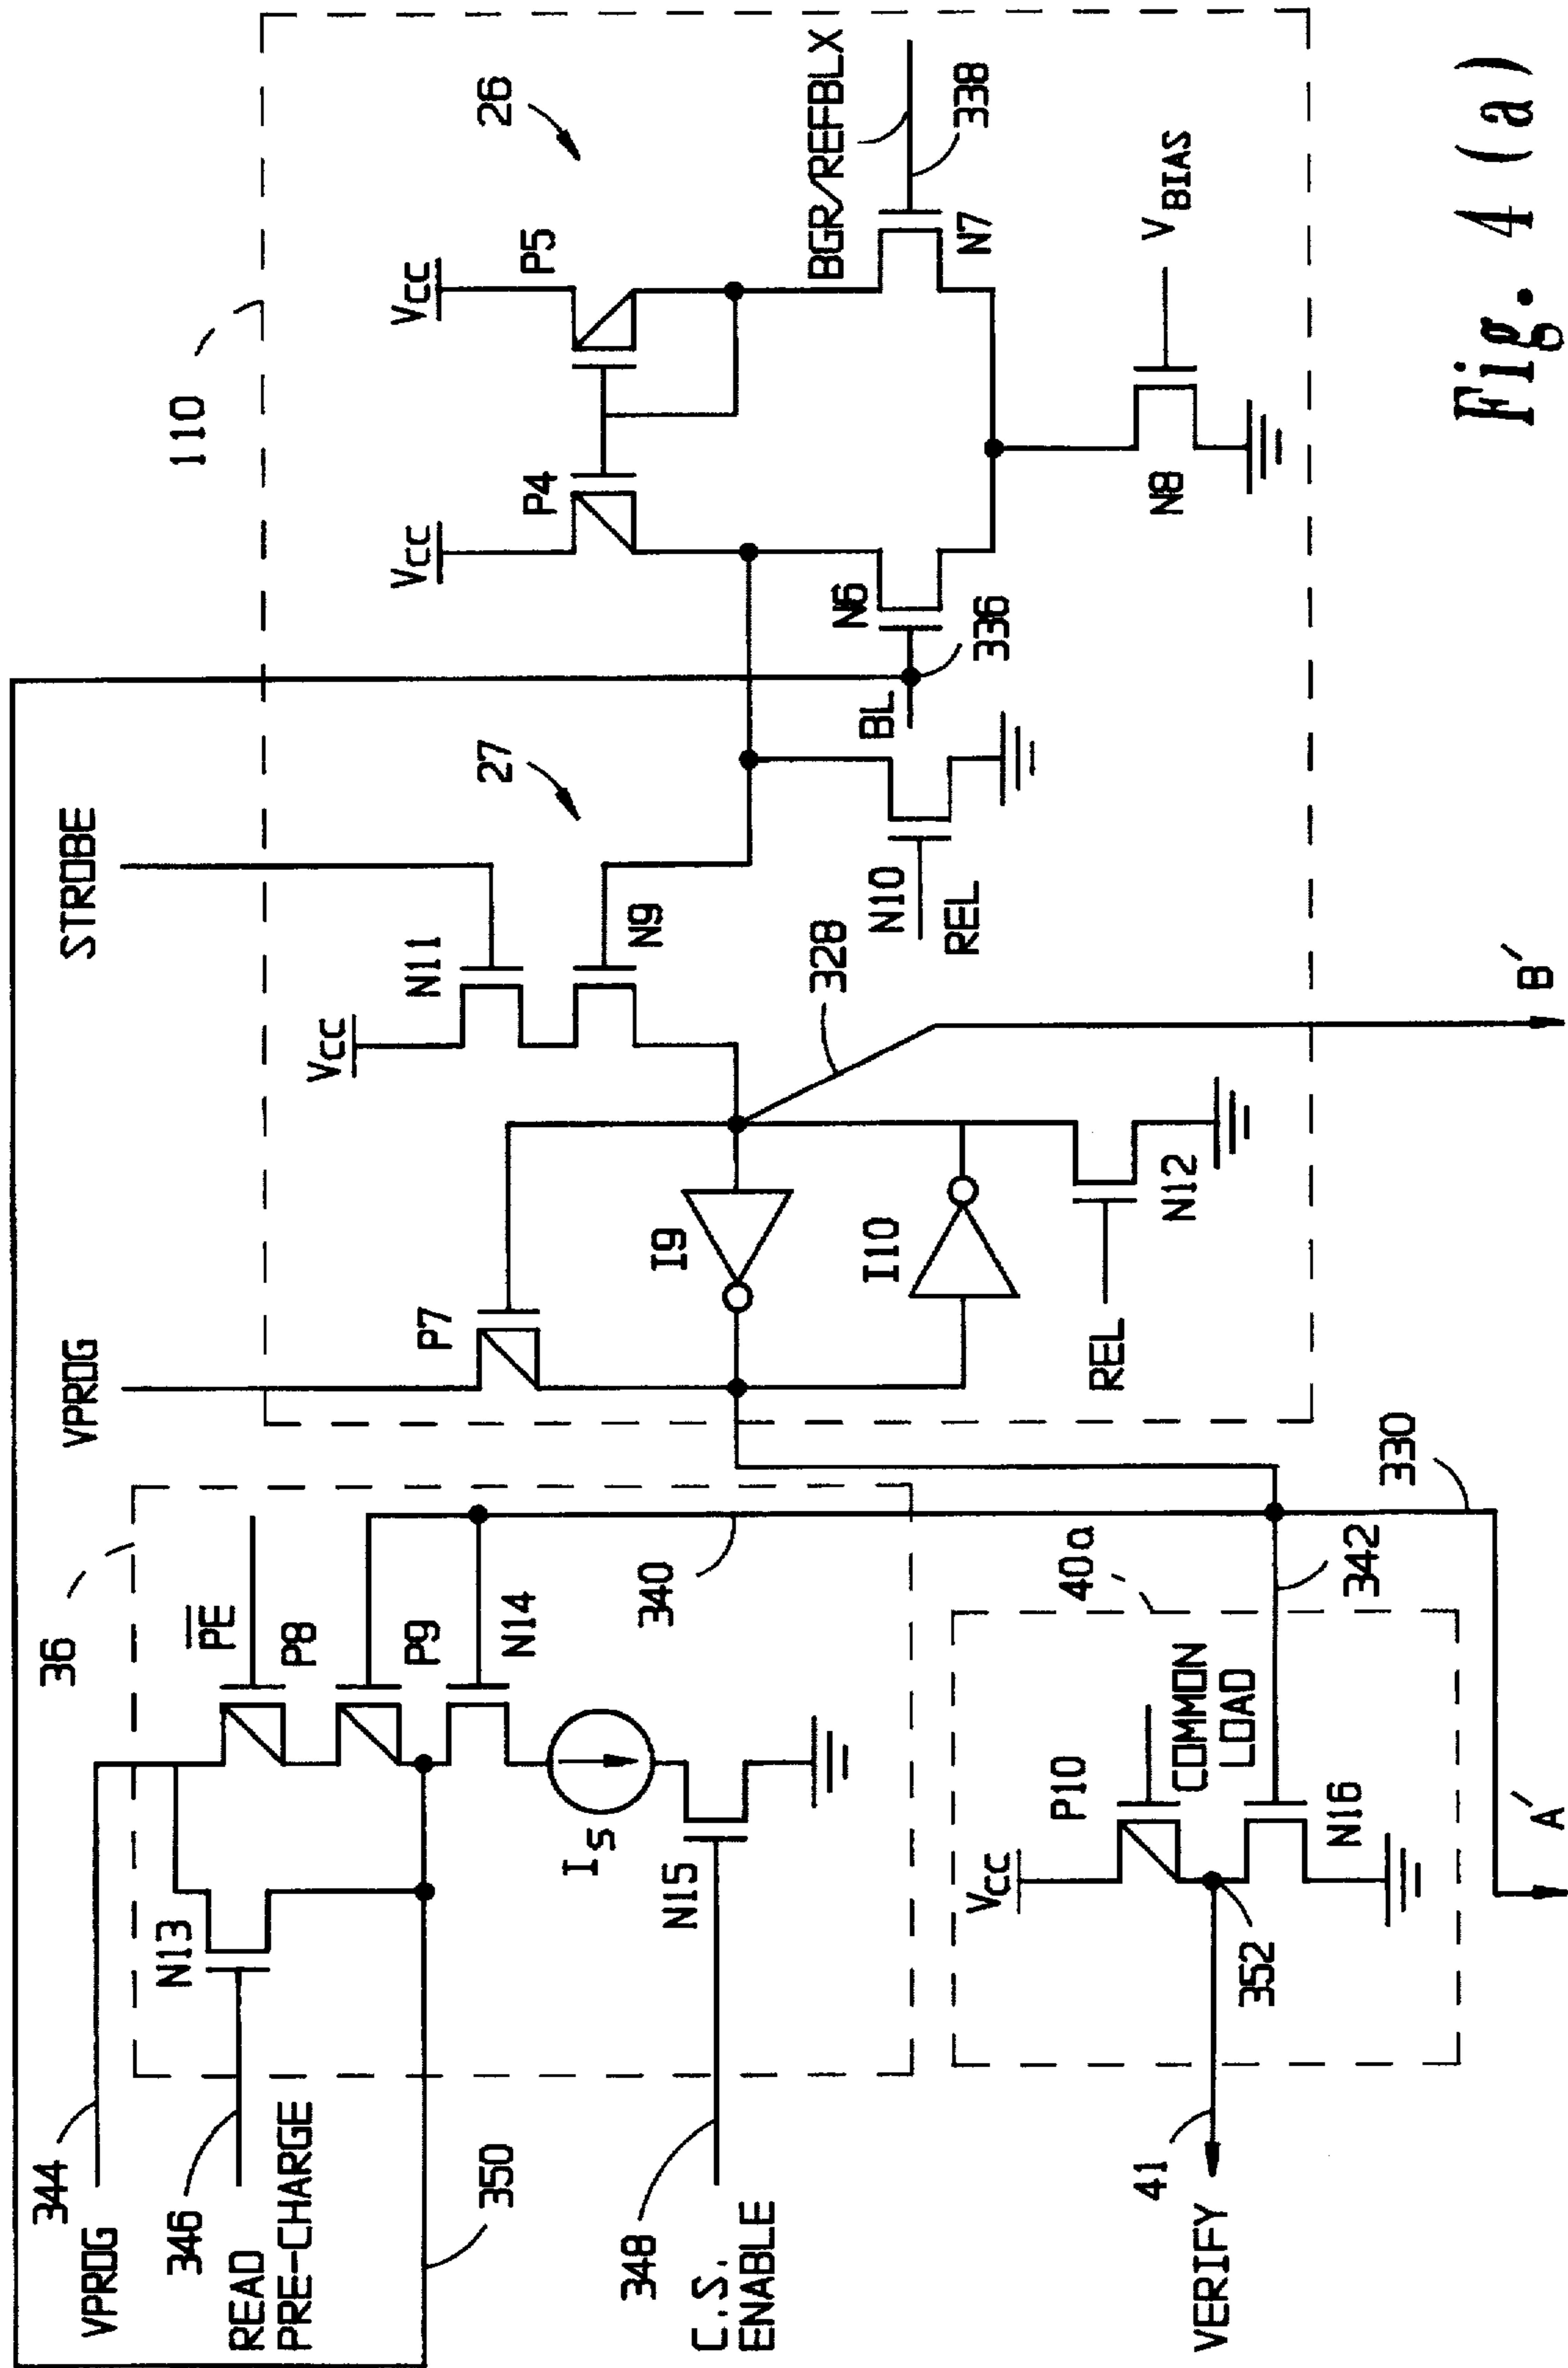 110
26
VCC
P5
P4
VCC
BGR/REFBLX
338
N7
N6
336
BL
VBIAS
N8
STROBE
27
N11
VCC
N9
N10
REL
328
B'
VPROG
P7
I9
I10
N12
REL
36
PE
P8
P9
N14
340
330
342
40a
344
VPROG
N13
346
READ
PRE-CHARGE
350
IS
N15
348
C.S.
ENABLE
P10
COMMON
LOAD
VCC
N16
352
41
VERIFY
A'
Fig. 4 (a)